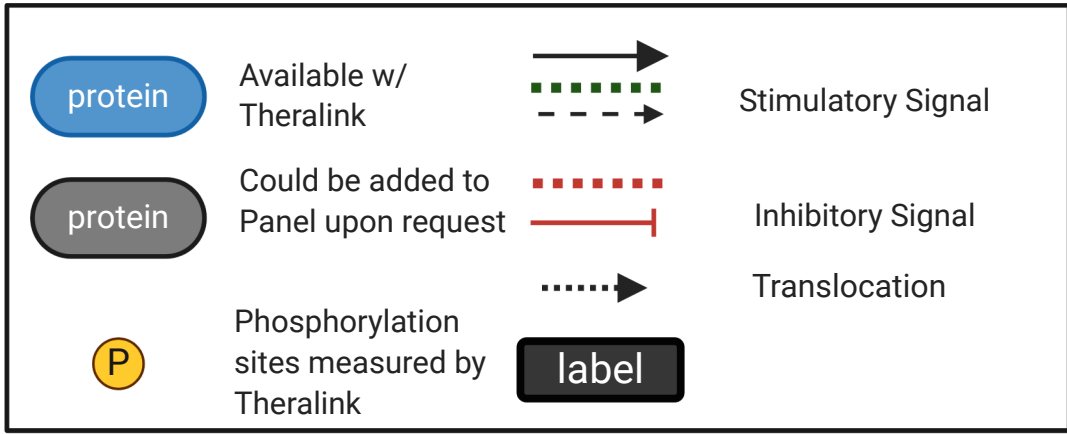 protein
Available w/
Theralink
Stimulatory Signal
protein
Could be added to
Panel upon request
Inhibitory Signal
Translocation
P
Phosphorylation
sites measured by
Theralink
label